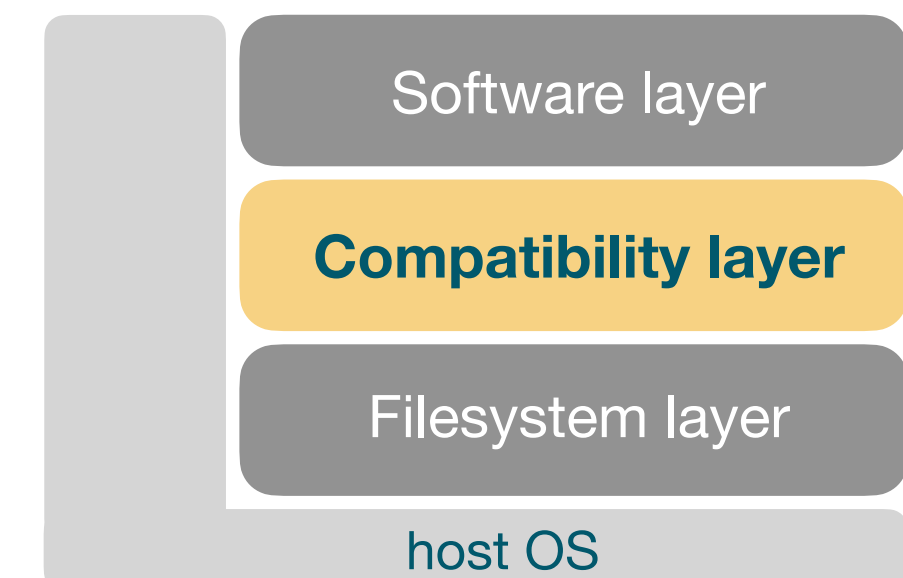 Software layer
Compatibility layer
Filesystem layer
host OS